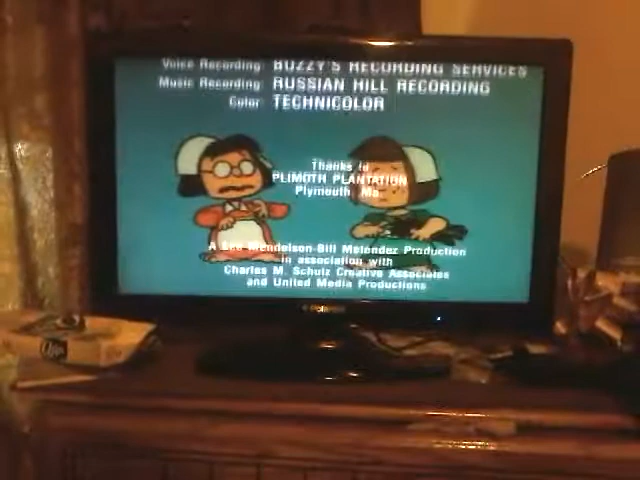 Voice Recording: BUZZY'S RECORDING SERVICES
Music Recording: RUSSIAN HILL RECORDING
Color: TECHNICOLOR
Thanks to
PLIMOTH PLANTATION
Plymouth, Ma.
A Lee Mendelson-Bill Melendez Production
in association with
Charles M. Schulz Creative Associates
and United Media Productions
Polaroid